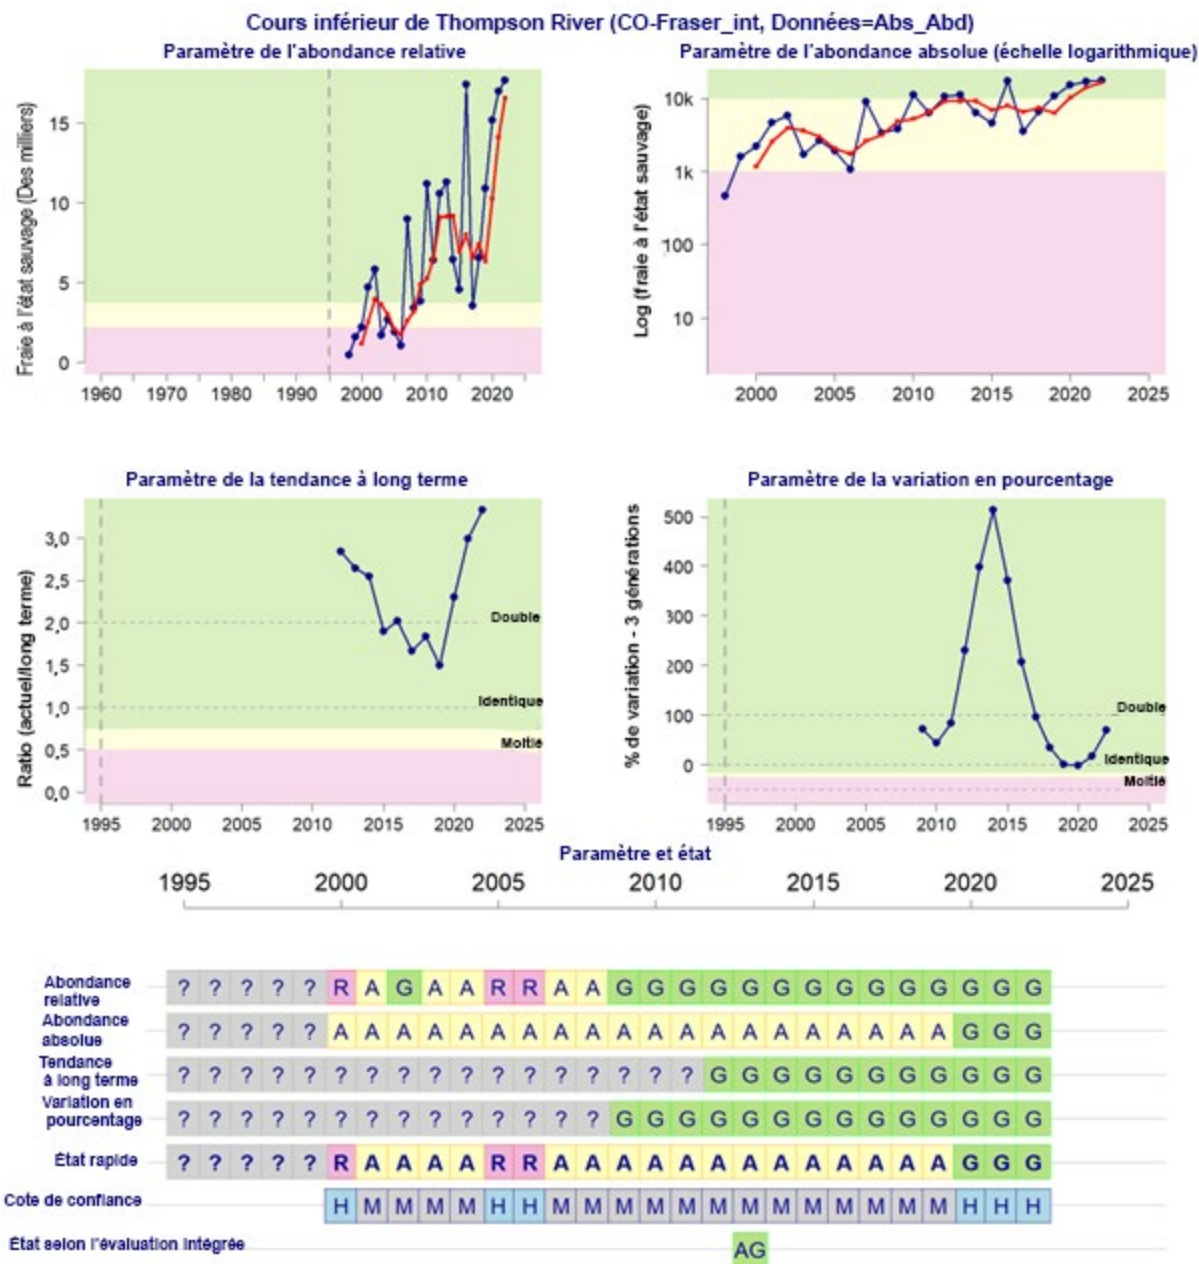 Cours inférieur de Thompson River (CO-Fraser_int, Données=Abs_Abd)
Paramètre de l'abondance relative
Fraie à l'état sauvage (Des milliers)
15
10
5
0
1960 1970 1980 1990 2000 2010 2020
Paramètre de l'abondance absolue (échelle logarithmique)
Log (fraie à l'état sauvage)
10k
1k
100
10
2000 2005 2010 2015 2020 2025
Paramètre de la tendance à long terme
Ratio (actuel/long terme)
3,0
2,5
2,0
1,5
1,0
0,5
0,0
Double
Identique
Moitié
1995 2000 2005 2010 2015 2020 2025
Paramètre de la variation en pourcentage
% de variation - 3 générations
500
400
300
200
100
0
Double
Identique
Moitié
1995 2000 2005 2010 2015 2020 2025
Paramètre et état
1995 2000 2005 2010 2015 2020 2025
Abondance
relative
? ? ? ? ? R A G A A R R A A G G G G G G G G G G G G G G
Abondance
absolue
? ? ? ? ? A A A A A A A A A A A A A A A A A A A A G G G
Tendance
à long terme
? ? ? ? ? ? ? ? ? ? ? ? ? ? ? ? ? G G G G G G G G G G G
Variation en
pourcentage
? ? ? ? ? ? ? ? ? ? ? ? ? ? G G G G G G G G G G G G G G
État rapide
? ? ? ? ? R A A A A R R A A A A A A A A A A A A A G G G
Cote de confiance
H M M M M H H M M M M M M M M M M M M M H H H
État selon l'évaluation intégrée
AG